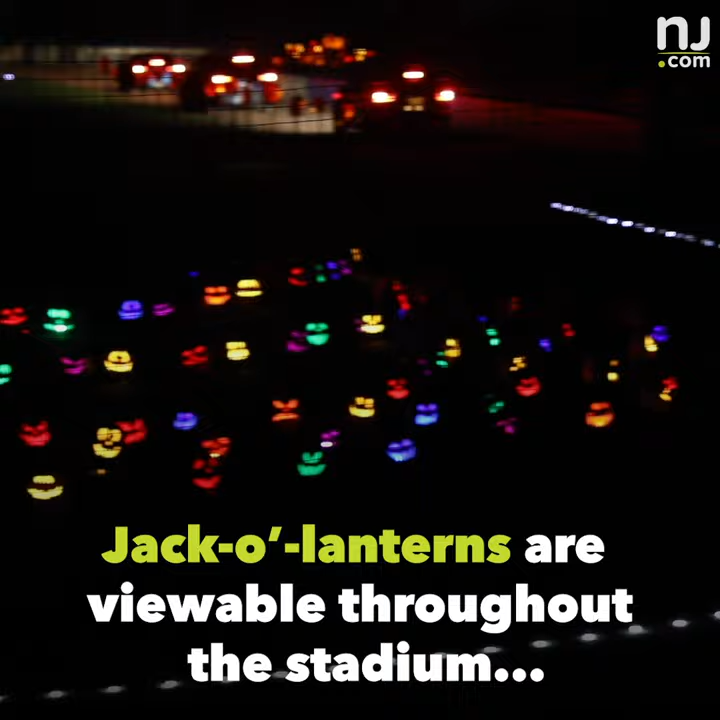 nj
.com
Jack-o'-lanterns are
viewable throughout
the stadium...